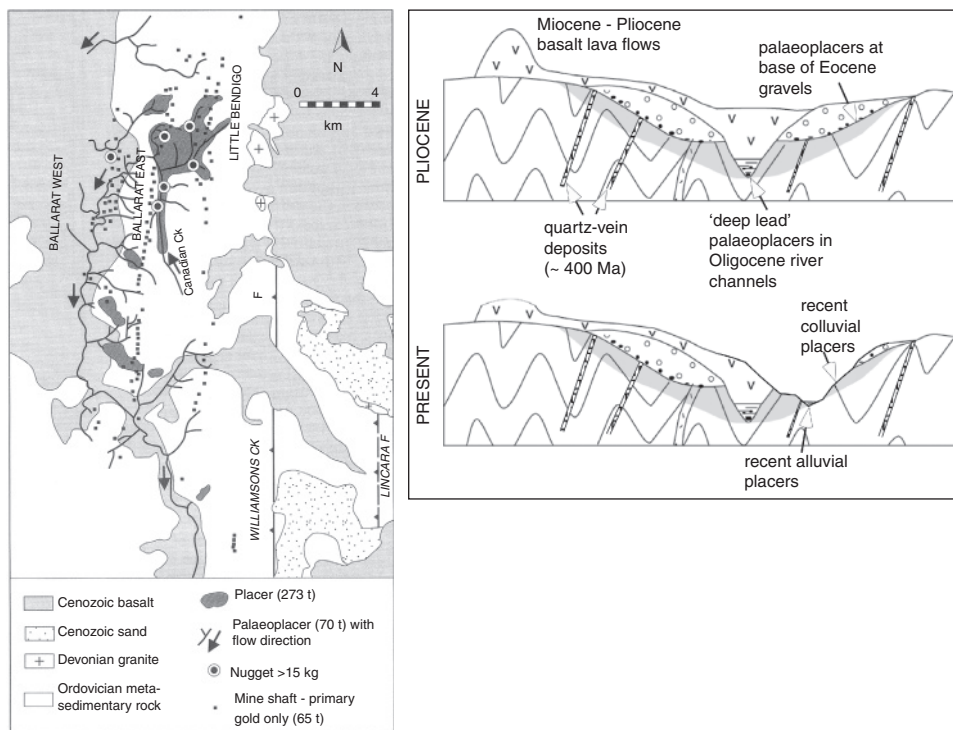 N
0 4
km
BALLARAT WEST
BALLARAT EAST
LITTLE BENDIGO
Canadian Ck
F
WILLIAMSONS CK
LINCARA F
Cenozoic basalt
Cenozoic sand
Devonian granite
Ordovician meta-
sedimentary rock
Placer (273 t)
Palaeoplacer (70 t) with
flow direction
Nugget >15 kg
Mine shaft - primary
gold only (65 t)
PLIOCENE
Miocene - Pliocene
basalt lava flows
palaeoplacers at
base of Eocene
gravels
V V V V V V V V
quartz-vein
deposits
(~ 400 Ma)
'deep lead'
palaeoplacers in
Oligocene river
channels
PRESENT
recent
colluvial
placers
V V V V V
recent alluvial
placers